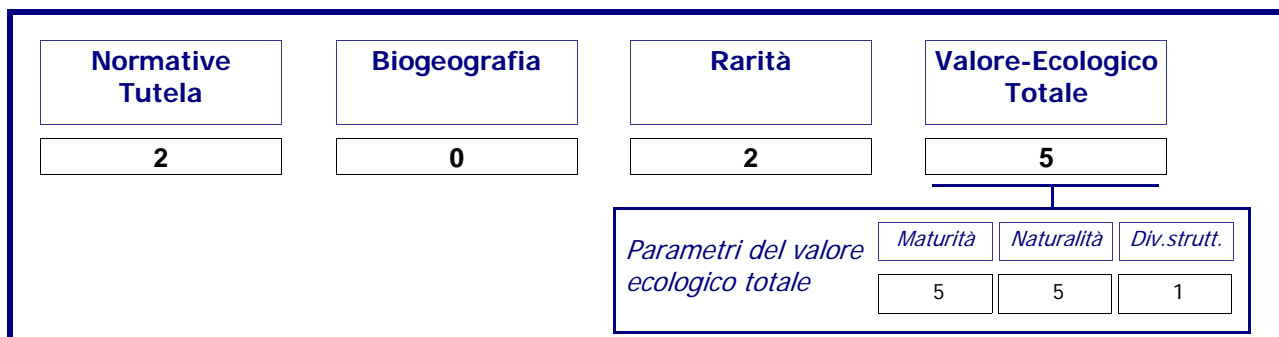 Normative
Tutela
Biogeografia
Rarità
Valore-Ecologico
Totale
2
0
2
5
Parametri del valore
ecologico totale
Maturità
Naturalità
Div.strutt.
5
5
1